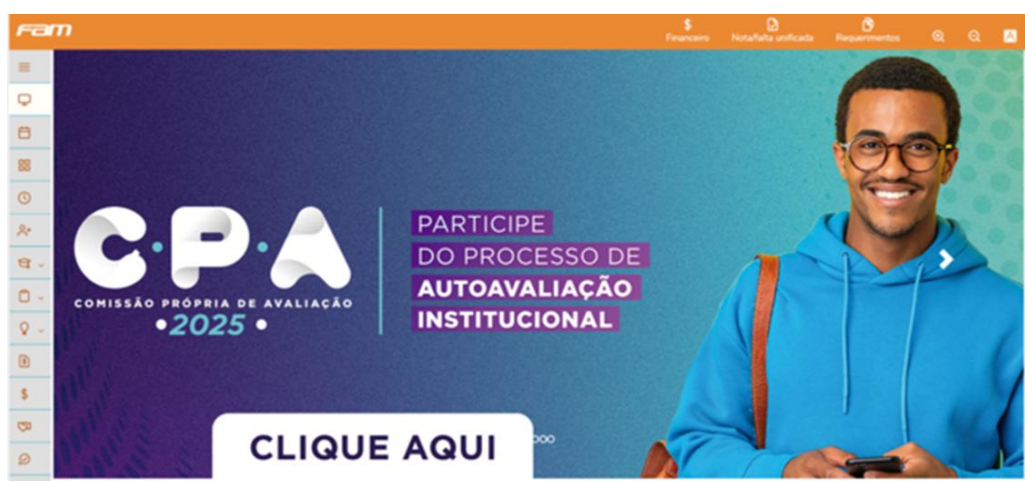 Fam
Financeiro
Nota/falta unificada
Requerimentos
A
C·P·A
COMISSÃO PRÓPRIA DE AVALIAÇÃO
•2025•
PARTICIPE
DO PROCESSO DE
AUTOAVALIAÇÃO
INSTITUCIONAL
CLIQUE AQUI